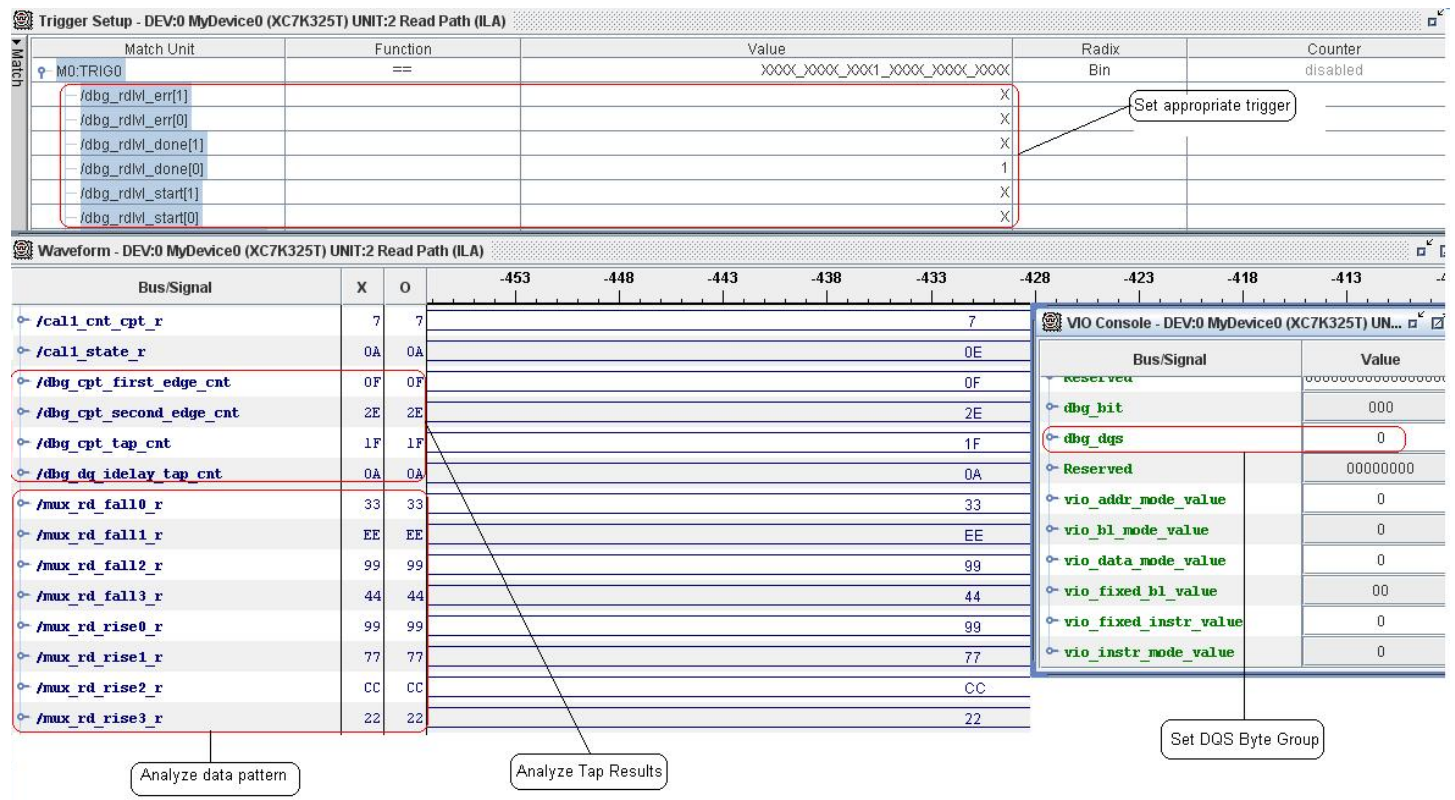 Trigger Setup - DEV:0 MyDevice0 (XC7K325T) UNIT:2 Read Path (ILA)
Match
Match Unit Function Value Radix Counter
M0:TRIG0 == XXXX_XXXX_XXX1_XXXX_XXXX_XXXX Bin disabled
/dbg_rdlvl_err[1] X
/dbg_rdlvl_err[0] X
/dbg_rdlvl_done[1] X
/dbg_rdlvl_done[0] 1
/dbg_rdlvl_start[1] X
/dbg_rdlvl_start[0] X
Set appropriate trigger
Waveform - DEV:0 MyDevice0 (XC7K325T) UNIT:2 Read Path (ILA)
Bus/Signal X O -453 -448 -443 -438 -433 -428 -423 -418 -413
/cal1_cnt_cpt_r 7 7 7
/cal1_state_r 0A 0A 0E
/dbg_cpt_first_edge_cnt 0F 0F 0F
/dbg_cpt_second_edge_cnt 2E 2E 2E
/dbg_cpt_tap_cnt 1F 1F 1F
/dbg_dq_idelay_tap_cnt 0A 0A 0A
/mux_rd_fall0_r 33 33 33
/mux_rd_fall1_r EE EE EE
/mux_rd_fall2_r 99 99 99
/mux_rd_fall3_r 44 44 44
/mux_rd_rise0_r 99 99 99
/mux_rd_rise1_r 77 77 77
/mux_rd_rise2_r CC CC CC
/mux_rd_rise3_r 22 22 22
VIO Console - DEV:0 MyDevice0 (XC7K325T) UN...
Bus/Signal Value
Reserved
dbg_bit 000
dbg_dqs 0
Reserved 00000000
vio_addr_mode_value 0
vio_bl_mode_value 0
vio_data_mode_value 0
vio_fixed_bl_value 00
vio_fixed_instr_value 0
vio_instr_mode_value 0
Set DQS Byte Group
Analyze data pattern
Analyze Tap Results